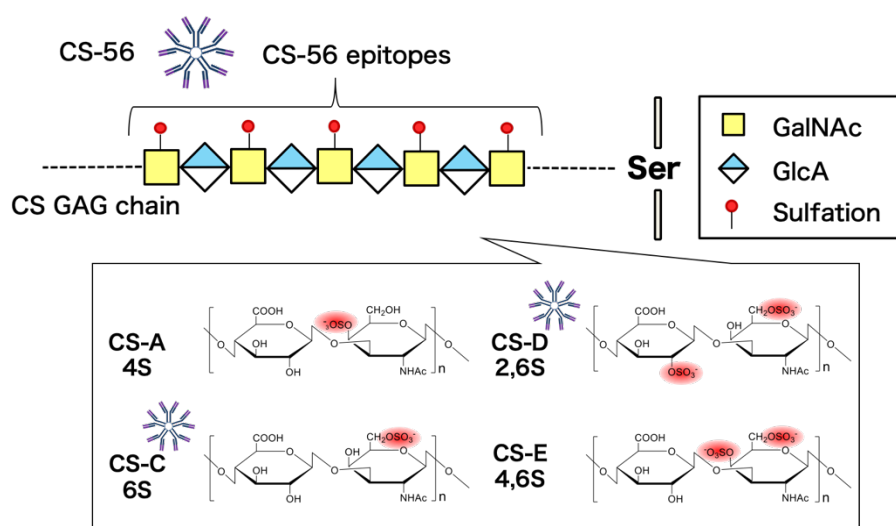 CS-56
CS-56 epitopes
CS GAG chain
Ser
GalNAc
GlcA
Sulfation
CS-A
4S
COOH
O
OH
OH
O
O
⁻₃OSO
CH₂OH
O
NHAc
O
n
CS-D
2,6S
COOH
O
OH
OSO₃⁻
O
O
OH
CH₂OSO₃⁻
O
NHAc
O
n
CS-C
6S
COOH
O
OH
OH
O
O
OH
CH₂OSO₃⁻
O
NHAc
O
n
CS-E
4,6S
COOH
O
OH
OH
O
O
⁻O₃SO
CH₂OSO₃⁻
O
NHAc
O
n